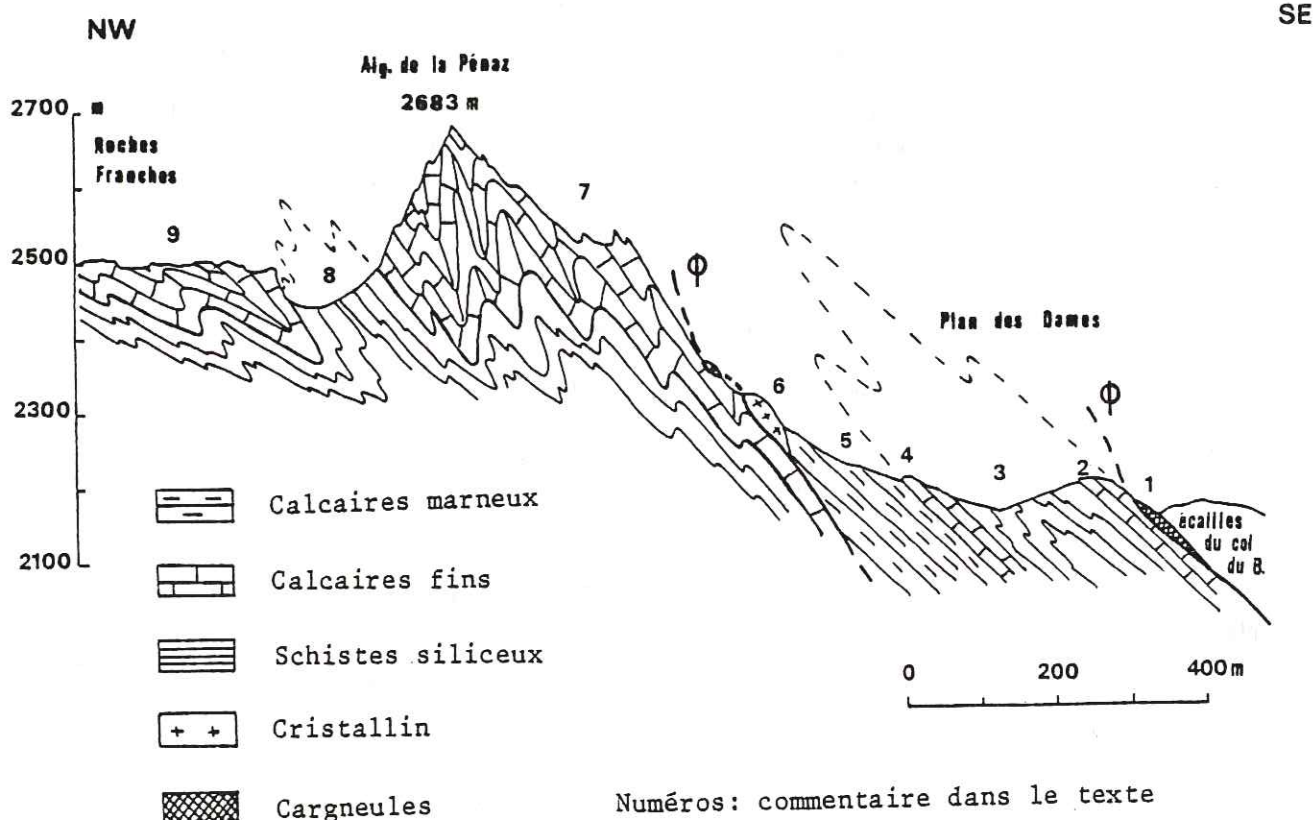 NW
SE
Aig. de la Pénaz
2683 m
2700 m
Roches
Franches
7
9
2500
8
Φ
Plan des Dames
Φ
6
2300
5
4
3
2
1
écailles
du col
du B.
2100
Calcaires marneux
Calcaires fins
Schistes siliceux
Cristallin
Cargneules
0 200 400 m
Numéros: commentaire dans le texte